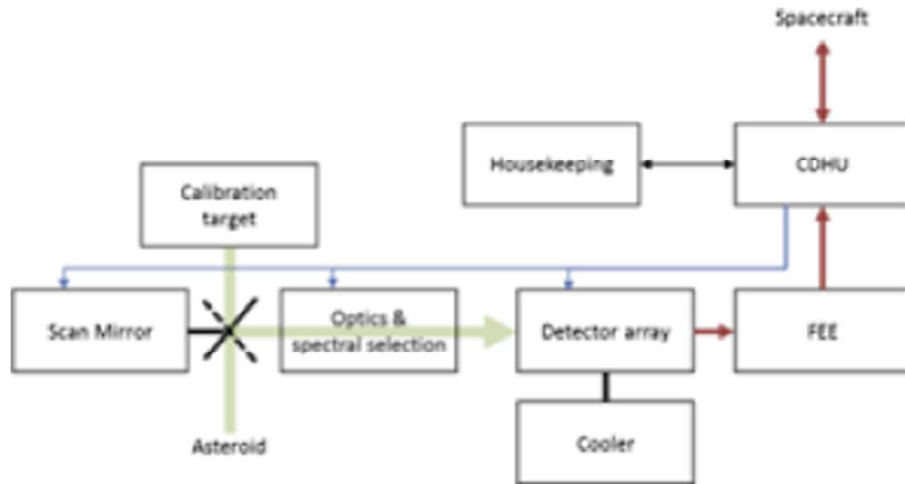 Spacecraft
Housekeeping
CDHU
Calibration
target
Scan Mirror
Optics &
spectral selection
Detector array
FEE
Asteroid
Cooler